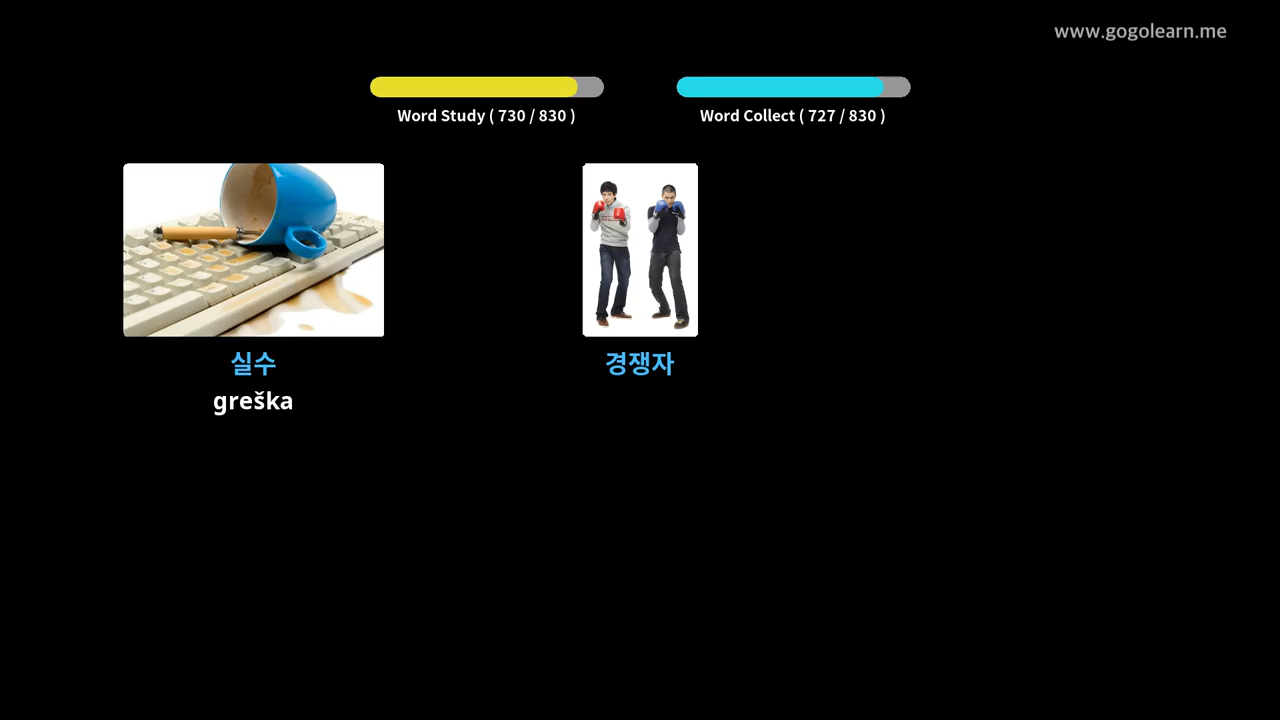 www.gogolearn.me
Word Study ( 730 / 830 )
Word Collect ( 727 / 830 )
실수
greška
경쟁자